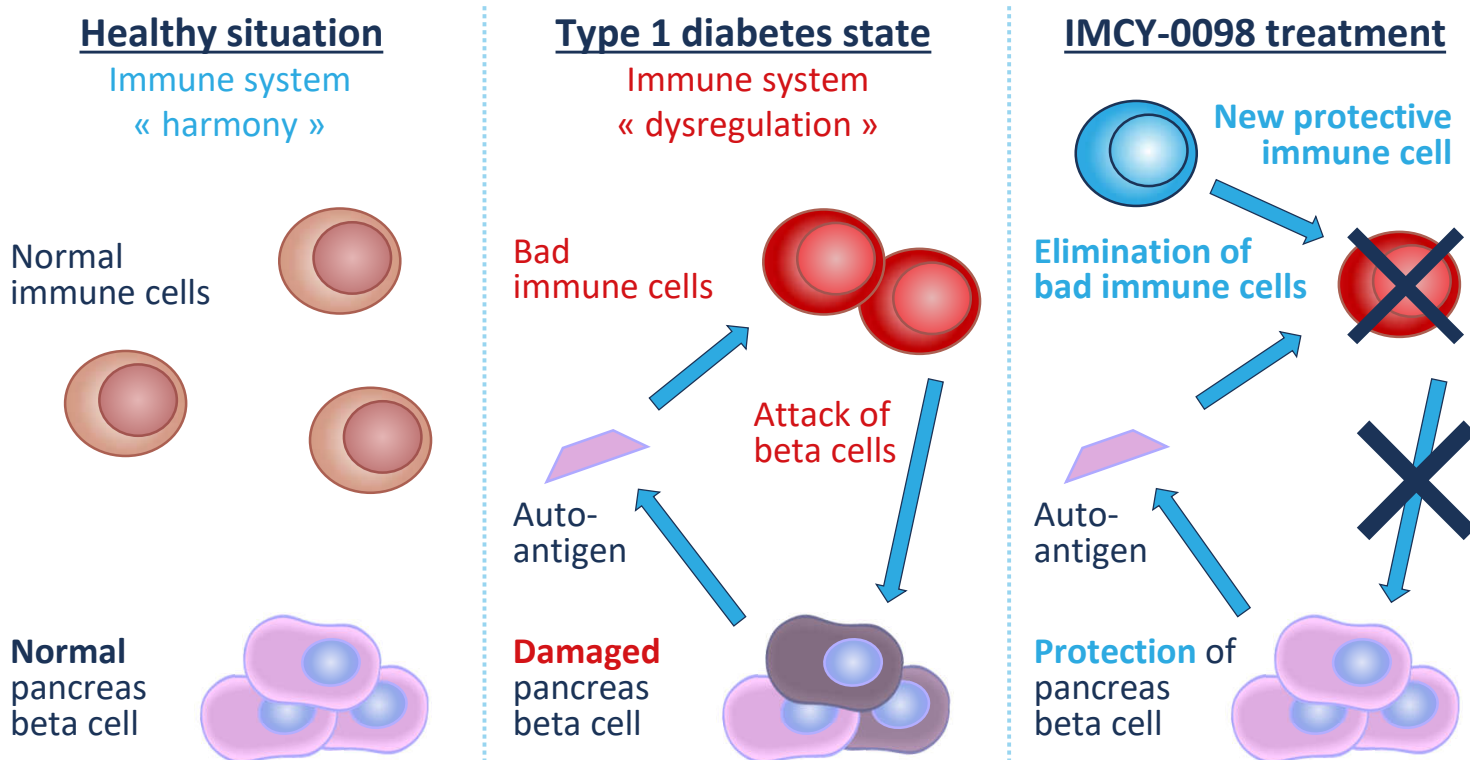 Healthy situation
Immune system
« harmony »
Normal
immune cells
Normal
pancreas
beta cell
Type 1 diabetes state
Immune system
« dysregulation »
Bad
immune cells
Attack of
beta cells
Auto-
antigen
Damaged
pancreas
beta cell
IMCY-0098 treatment
New protective
immune cell
Elimination of
bad immune cells
Auto-
antigen
Protection of
pancreas
beta cell